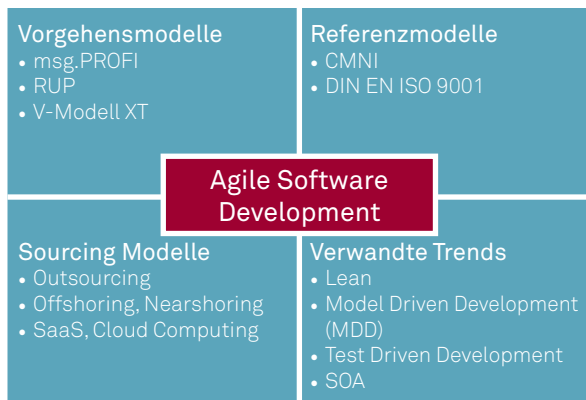 Vorgehensmodelle
• msg.PROFI
• RUP
• V-Modell XT
Referenzmodelle
• CMNI
• DIN EN ISO 9001
Agile Software
Development
Sourcing Modelle
• Outsourcing
• Offshoring, Nearshoring
• SaaS, Cloud Computing
Verwandte Trends
• Lean
• Model Driven Development
(MDD)
• Test Driven Development
• SOA